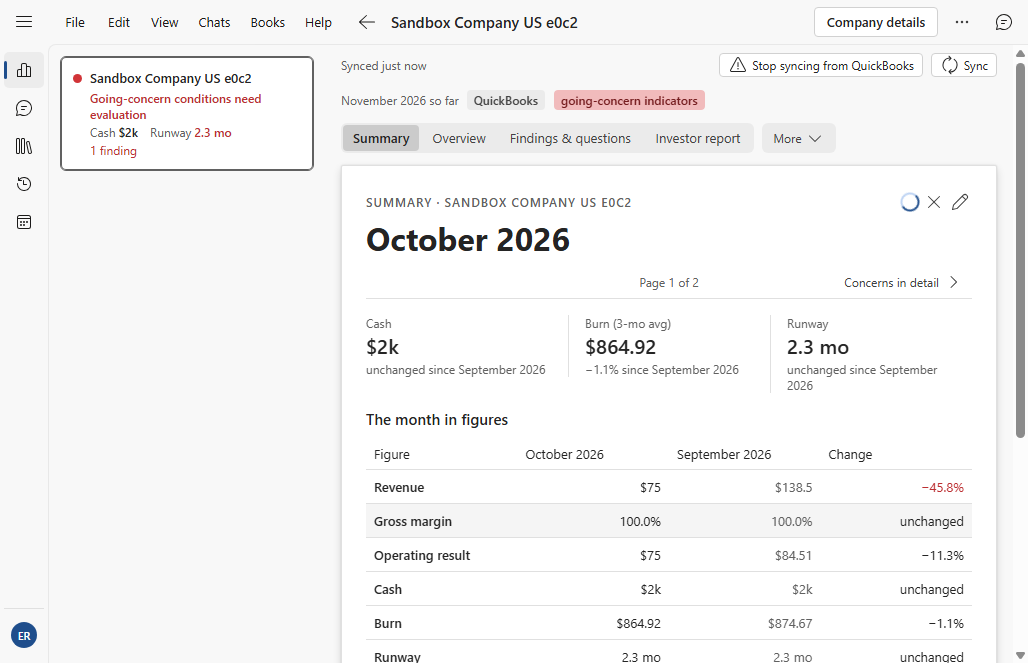 File Edit View Chats Books Help Sandbox Company US e0c2 Company details
Sandbox Company US e0c2
Going-concern conditions need
evaluation
Cash $2k Runway 2.3 mo
1 finding
ER
Synced just now Stop syncing from QuickBooks Sync
November 2026 so far QuickBooks going-concern indicators
Summary Overview Findings & questions Investor report More
SUMMARY · SANDBOX COMPANY US E0C2
October 2026
Page 1 of 2 Concerns in detail
Cash Burn (3-mo avg) Runway
$2k $864.92 2.3 mo
unchanged since September 2026 −1.1% since September 2026 unchanged since September
2026
The month in figures
Figure October 2026 September 2026 Change
Revenue $75 $138.5 −45.8%
Gross margin 100.0% 100.0% unchanged
Operating result $75 $84.51 −11.3%
Cash $2k $2k unchanged
Burn $864.92 $874.67 −1.1%
Runway 2.3 mo 2.3 mo unchanged